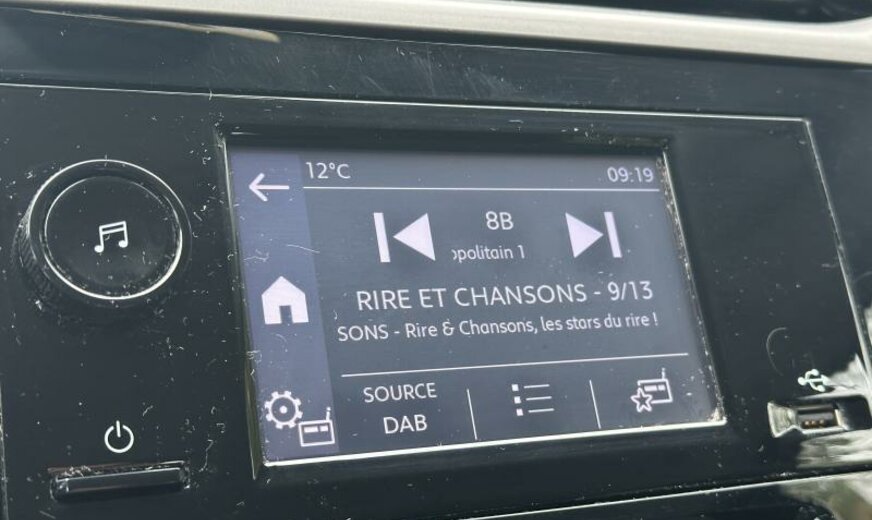 12°C 09:19
8B
opolitain 1
RIRE ET CHANSONS - 9/13
SONS - Rire & Chansons, les stars du rire !
SOURCE
DAB